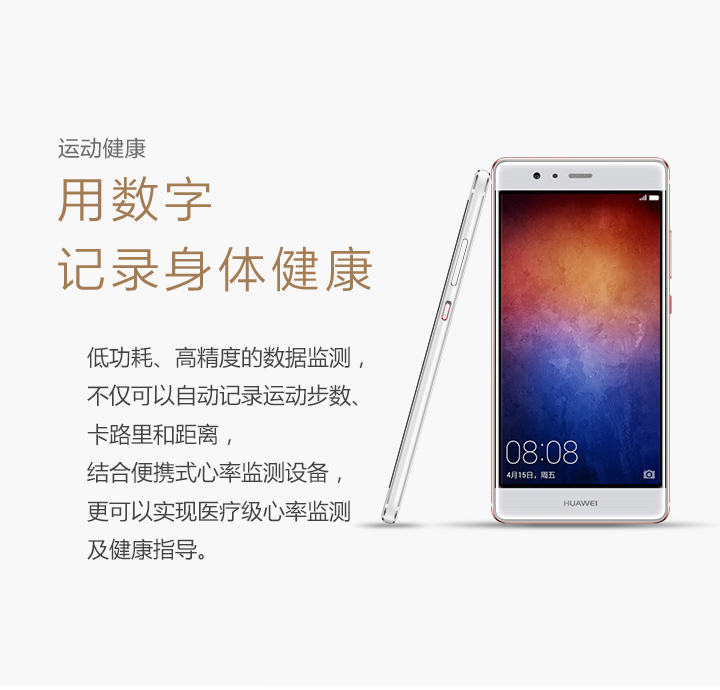 运动健康
用数字
记录身体健康
低功耗、高精度的数据监测，
不仅可以自动记录运动步数、
卡路里和距离，
结合便携式心率监测设备，
更可以实现医疗级心率监测
及健康指导。
08:08
4月15日，周五
HUAWEI